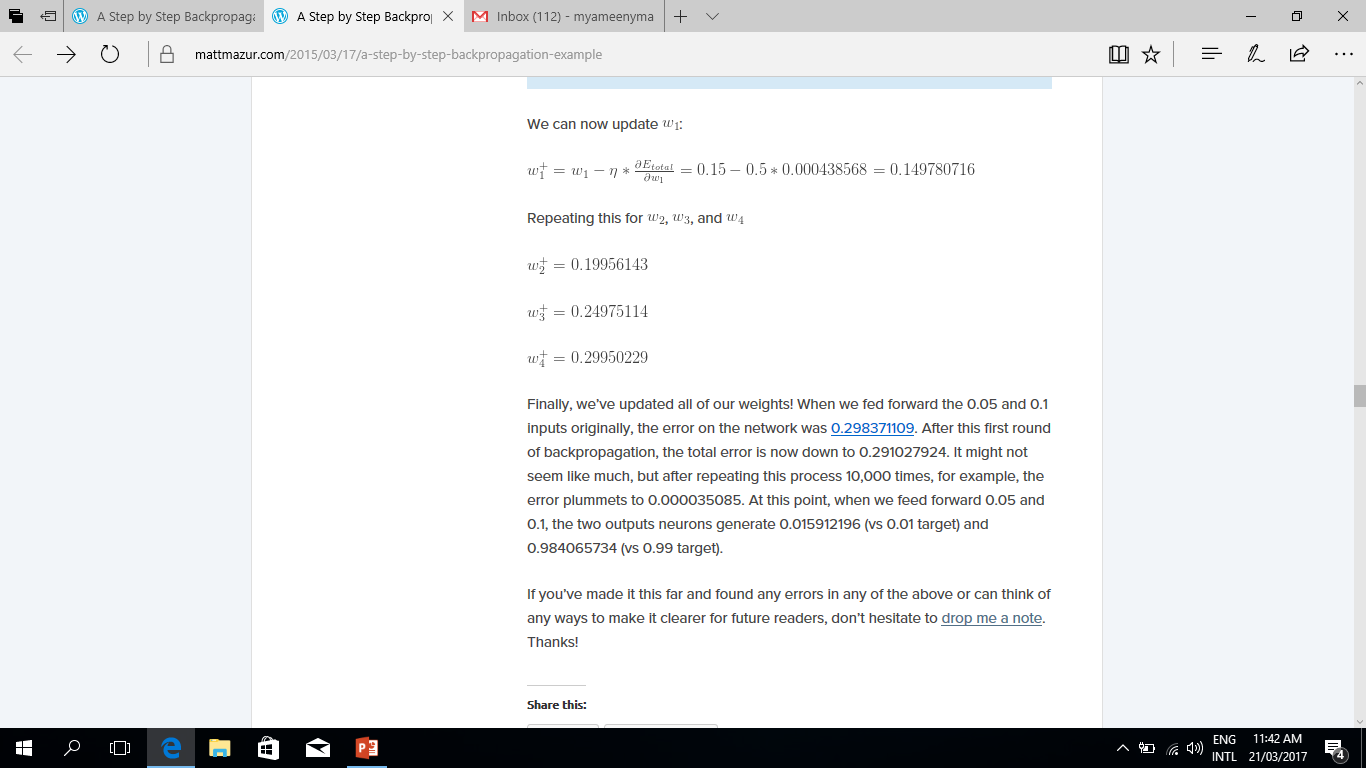 A Step by Step Backpropaga
A Step by Step Backpro
Inbox (112) - myameenyma
mattmazur.com/2015/03/17/a-step-by-step-backpropagation-example
We can now update w₁:
w₁⁺ = w₁ − η ∗ ∂E_total/∂w₁ = 0.15 − 0.5 ∗ 0.000438568 = 0.149780716
Repeating this for w₂, w₃, and w₄
w₂⁺ = 0.19956143
w₃⁺ = 0.24975114
w₄⁺ = 0.29950229
Finally, we’ve updated all of our weights! When we fed forward the 0.05 and 0.1
inputs originally, the error on the network was 0.298371109. After this first round
of backpropagation, the total error is now down to 0.291027924. It might not
seem like much, but after repeating this process 10,000 times, for example, the
error plummets to 0.000035085. At this point, when we feed forward 0.05 and
0.1, the two outputs neurons generate 0.015912196 (vs 0.01 target) and
0.984065734 (vs 0.99 target).
If you’ve made it this far and found any errors in any of the above or can think of
any ways to make it clearer for future readers, don’t hesitate to drop me a note.
Thanks!
Share this:
ENG
INTL
11:42 AM
21/03/2017
4